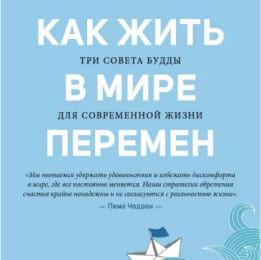 КАК ЖИТЬ
ТРИ СОВЕТА БУДДЫ
В МИРЕ
ДЛЯ СОВРЕМЕННОЙ ЖИЗНИ
ПЕРЕМЕН
«Мы пытаемся удержать удовольствия и избежать дискомфорта
в мире, где все постоянно меняется. Наши стратегии обретения
счастья крайне ненадежны и не согласуются с реальностью жизни».
— Пема Чодрон —